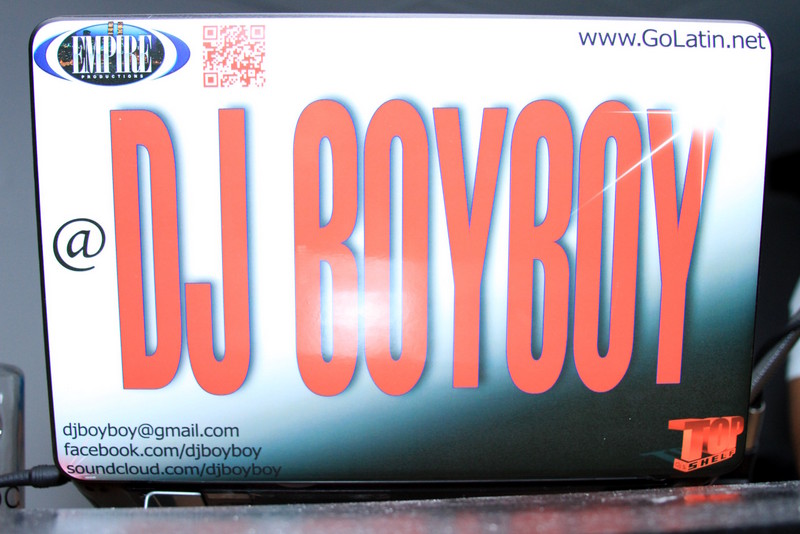 EMPIRE
PRODUCTIONS
www.GoLatin.net
@ DJ BOYBOY
djboyboy@gmail.com
facebook.com/djboyboy
soundcloud.com/djboyboy
TOP
SHELF